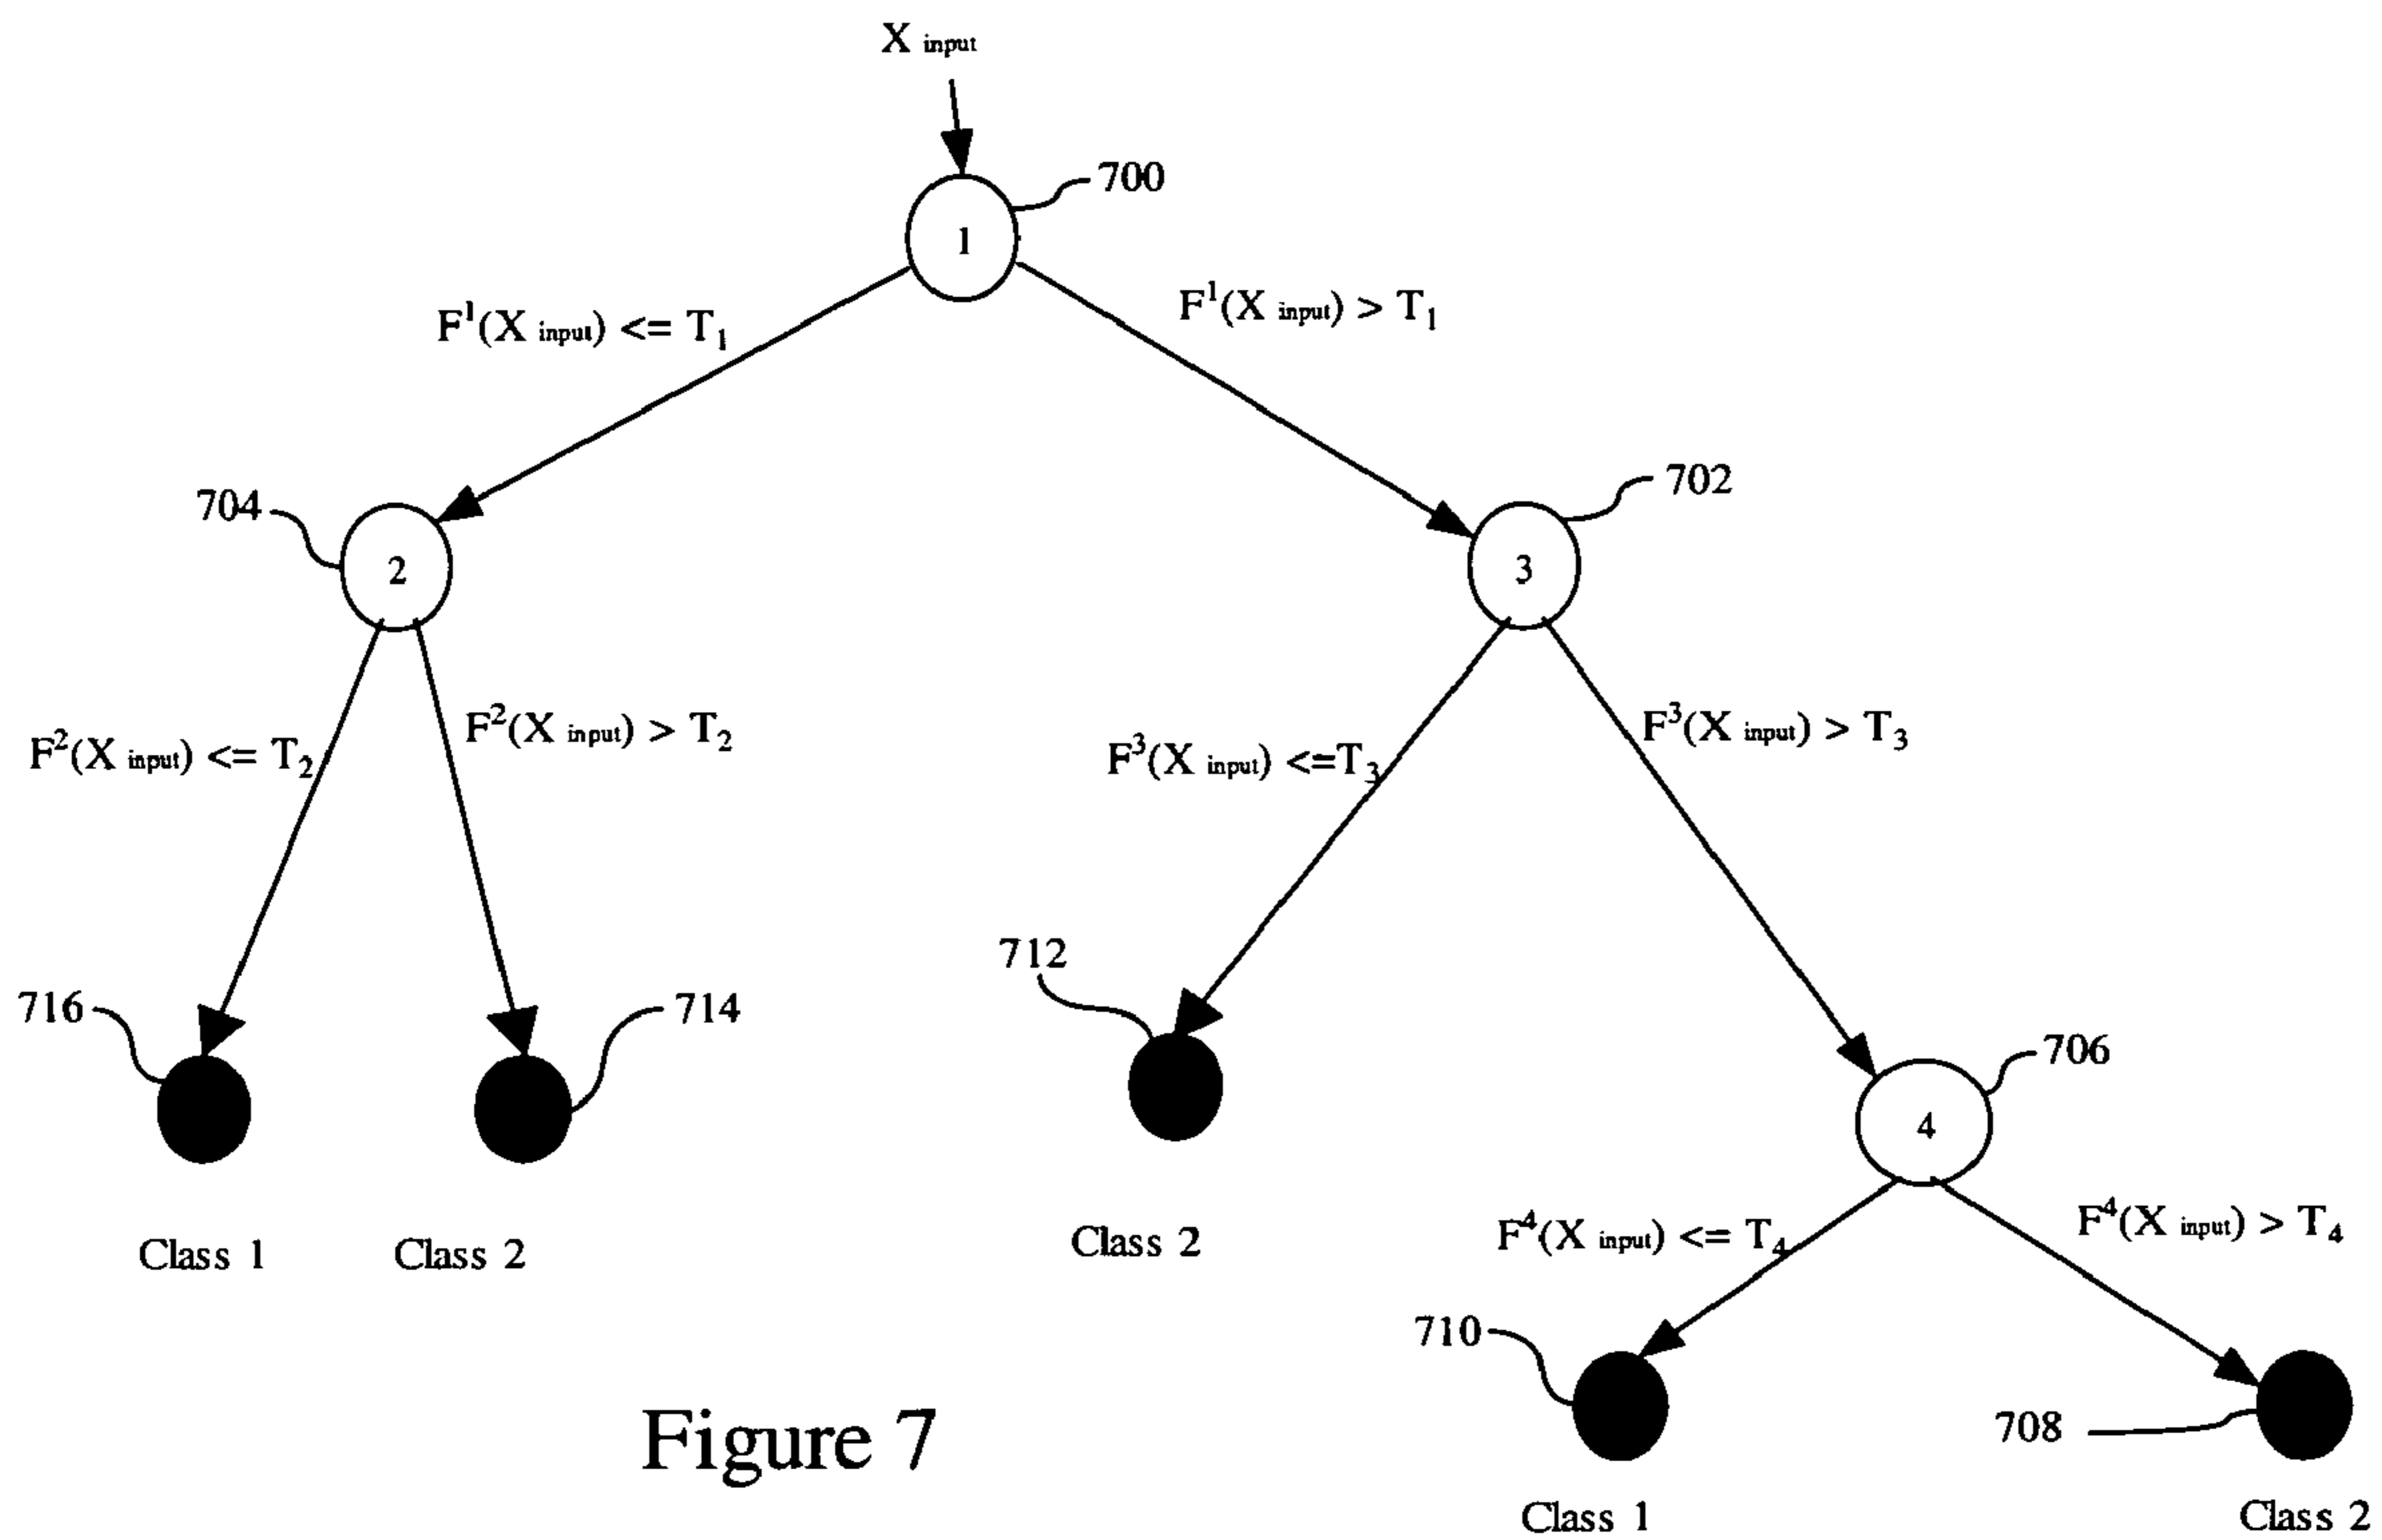 X input
700
1
F¹(X input) <= T₁
F¹(X input) > T₁
704
2
702
3
F²(X input) <= T₂
F²(X input) > T₂
F³(X input) <=T₃
F³(X input) > T₃
716
714
712
706
4
Class 1
Class 2
Class 2
F⁴(X input) <= T₄
F⁴(X input) > T₄
710
708
Figure 7
Class 1
Class 2